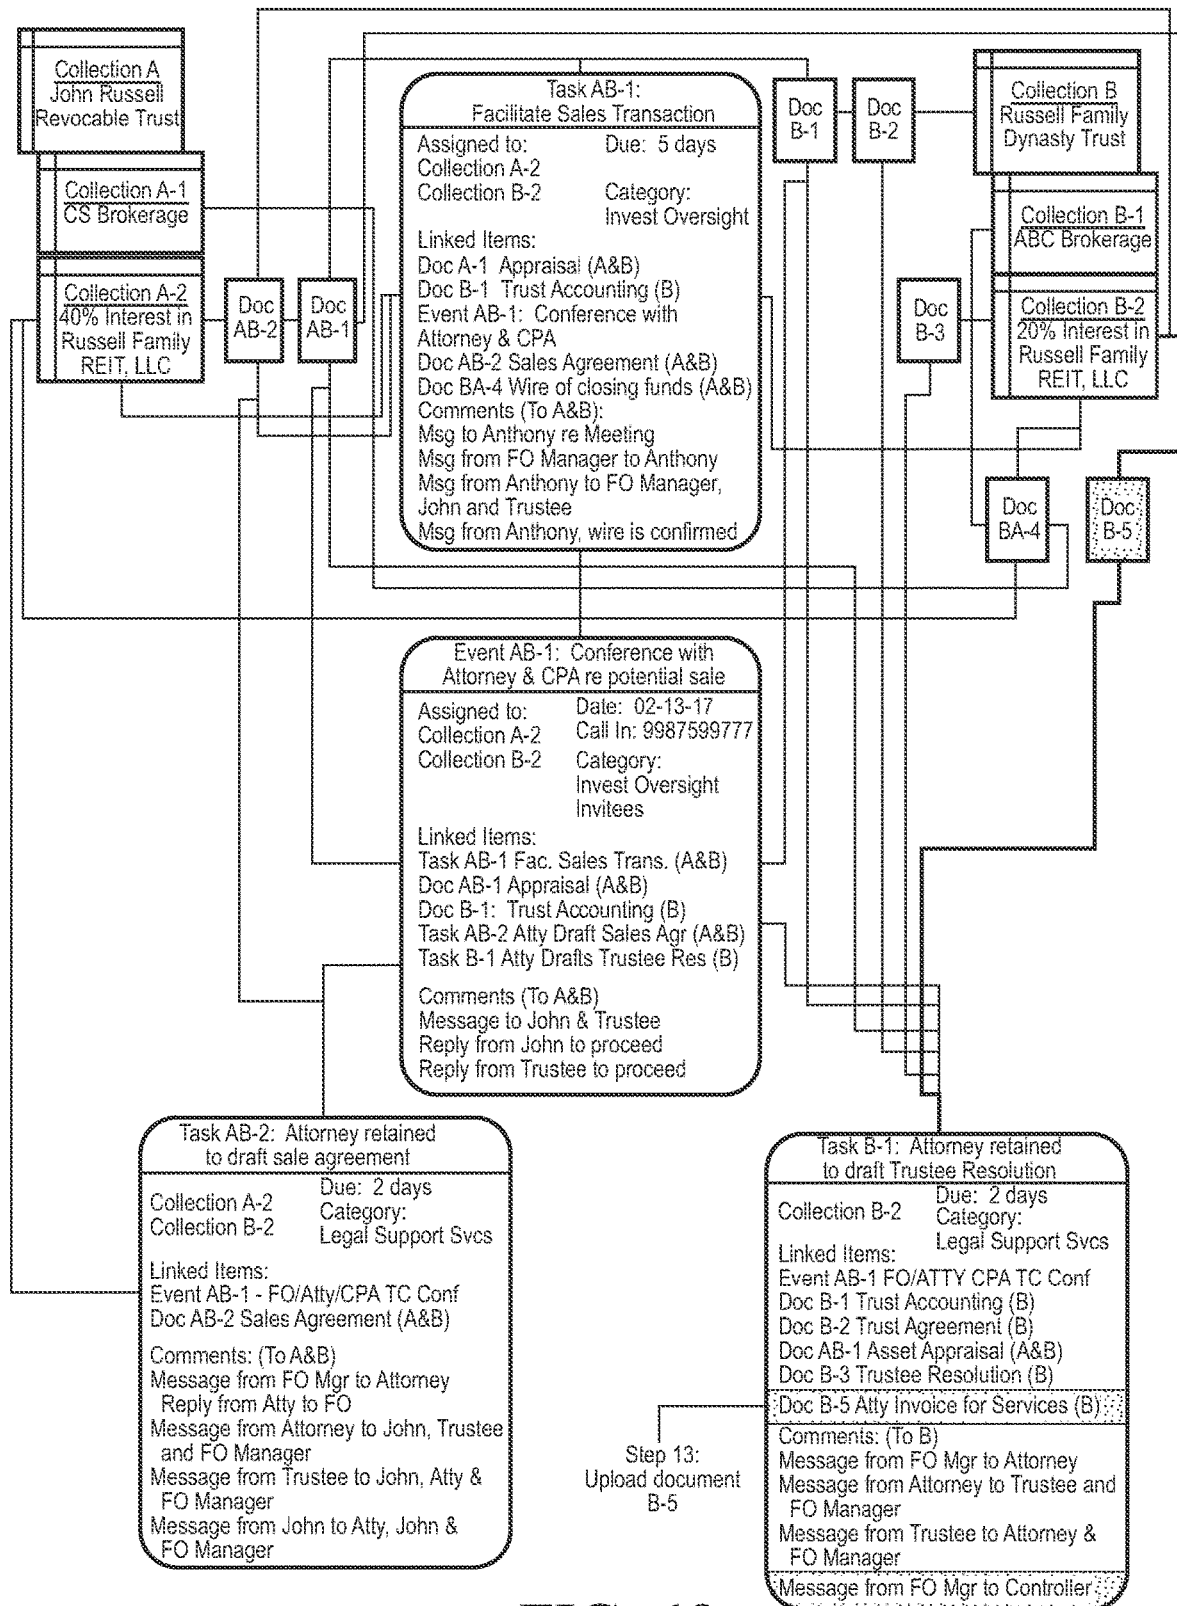 Collection A
John Russell
Revocable Trust
Collection A-1
CS Brokerage
Collection A-2
40% Interest in
Russell Family
REIT, LLC
Doc
AB-2
Doc
AB-1
Task AB-1:
Facilitate Sales Transaction
Assigned to:
Collection A-2
Collection B-2
Due: 5 days
Category:
Invest Oversight
Linked Items:
Doc A-1 Appraisal (A&B)
Doc B-1 Trust Accounting (B)
Event AB-1: Conference with
Attorney & CPA
Doc AB-2 Sales Agreement (A&B)
Doc BA-4 Wire of closing funds (A&B)
Comments (To A&B):
Msg to Anthony re Meeting
Msg from FO Manager to Anthony
Msg from Anthony to FO Manager,
John and Trustee
Msg from Anthony, wire is confirmed
Doc
B-1
Doc
B-2
Collection B
Russell Family
Dynasty Trust
Collection B-1
ABC Brokerage
Collection B-2
20% Interest in
Russell Family
REIT, LLC
Doc
B-3
Doc
BA-4
Doc
B-5
Event AB-1: Conference with
Attorney & CPA re potential sale
Assigned to:
Collection A-2
Collection B-2
Date: 02-13-17
Call In: 9987599777
Category:
Invest Oversight
Invitees
Linked Items:
Task AB-1 Fac. Sales Trans. (A&B)
Doc AB-1 Appraisal (A&B)
Doc B-1: Trust Accounting (B)
Task AB-2 Atty Draft Sales Agr (A&B)
Task B-1 Atty Drafts Trustee Res (B)
Comments (To A&B)
Message to John & Trustee
Reply from John to proceed
Reply from Trustee to proceed
Task AB-2: Attorney retained
to draft sale agreement
Collection A-2
Collection B-2
Due: 2 days
Category:
Legal Support Svcs
Linked Items:
Event AB-1 - FO/Atty/CPA TC Conf
Doc AB-2 Sales Agreement (A&B)
Comments: (To A&B)
Message from FO Mgr to Attorney
Reply from Atty to FO
Message from Attorney to John, Trustee
and FO Manager
Message from Trustee to John, Atty &
FO Manager
Message from John to Atty, John &
FO Manager
Step 13:
Upload document
B-5
Task B-1: Attorney retained
to draft Trustee Resolution
Collection B-2
Due: 2 days
Category:
Legal Support Svcs
Linked Items:
Event AB-1 FO/ATTY CPA TC Conf
Doc B-1 Trust Accounting (B)
Doc B-2 Trust Agreement (B)
Doc AB-1 Asset Appraisal (A&B)
Doc B-3 Trustee Resolution (B)
Doc B-5 Atty Invoice for Services (B)
Comments: (To B)
Message from FO Mgr to Attorney
Message from Attorney to Trustee and
FO Manager
Message from Trustee to Attorney &
FO Manager
Message from FO Mgr to Controller